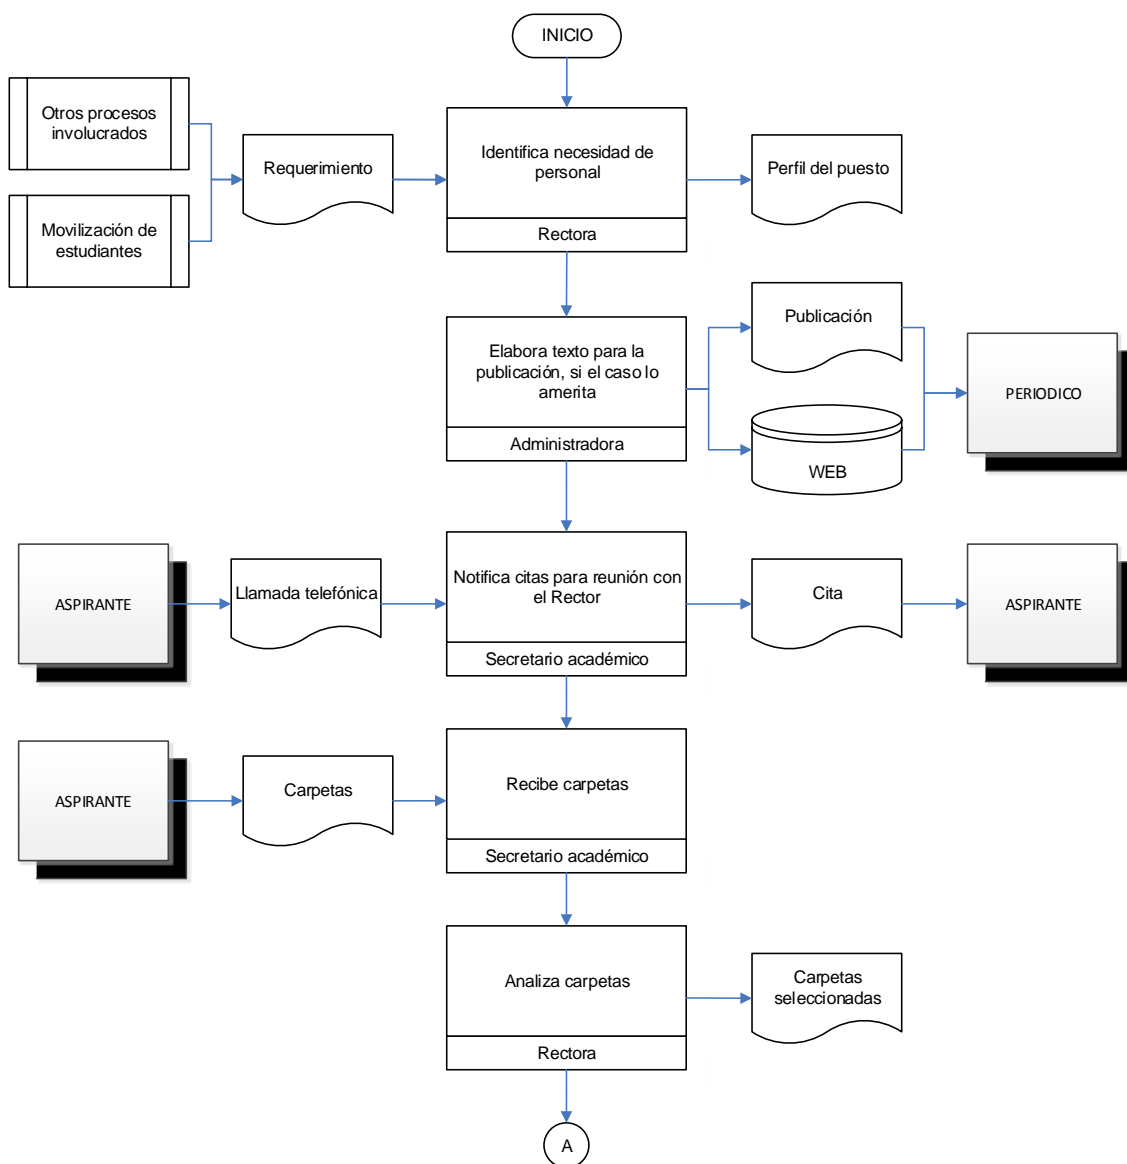 INICIO
Otros procesos
involucrados
Requerimiento
Identifica necesidad de
personal
Perfil del puesto
Movilización de
estudiantes
Rectora
Elabora texto para la
publicación, si el caso lo
amerita
Administradora
Publicación
WEB
PERIODICO
ASPIRANTE
Llamada telefónica
Notifica citas para reunión con
el Rector
Secretario académico
Cita
ASPIRANTE
ASPIRANTE
Carpetas
Recibe carpetas
Secretario académico
Analiza carpetas
Rectora
Carpetas
seleccionadas
A